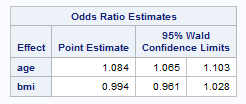 Odds Ratio Estimates
Effect Point Estimate 95% Wald Confidence Limits
age 1.084 1.065 1.103
bmi 0.994 0.961 1.028